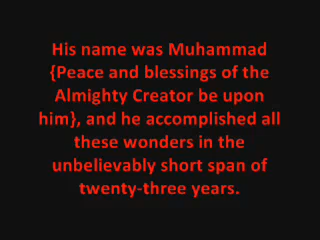 His name was Muhammad
{Peace and blessings of the
Almighty Creator be upon
him}, and he accomplished all
these wonders in the
unbelievably short span of
twenty-three years.